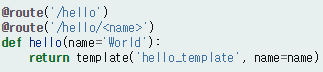 @route('/hello')
@route('/hello/<name>')
def hello(name='World'):
    return template('hello_template', name=name)